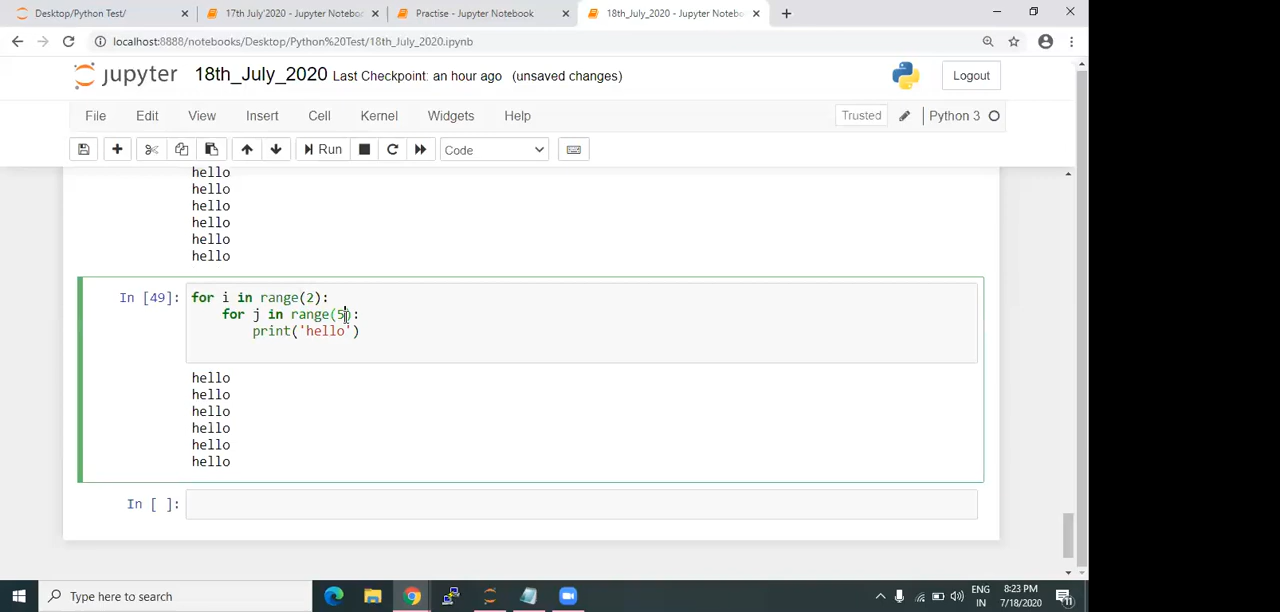 Desktop/Python Test/
17th July'2020 - Jupyter Noteboo
Practise - Jupyter Notebook
18th_July_2020 - Jupyter Notebo
localhost:8888/notebooks/Desktop/Python%20Test/18th_July_2020.ipynb
jupyter 18th_July_2020 Last Checkpoint: an hour ago (unsaved changes)
Logout
File Edit View Insert Cell Kernel Widgets Help
Trusted Python 3
Run Code
hello
hello
hello
hello
hello
hello
In [49]: for i in range(2):
for j in range(5):
print('hello')
hello
hello
hello
hello
hello
hello
In [ ]:
Type here to search
ENG
IN
8:23 PM
7/18/2020
11